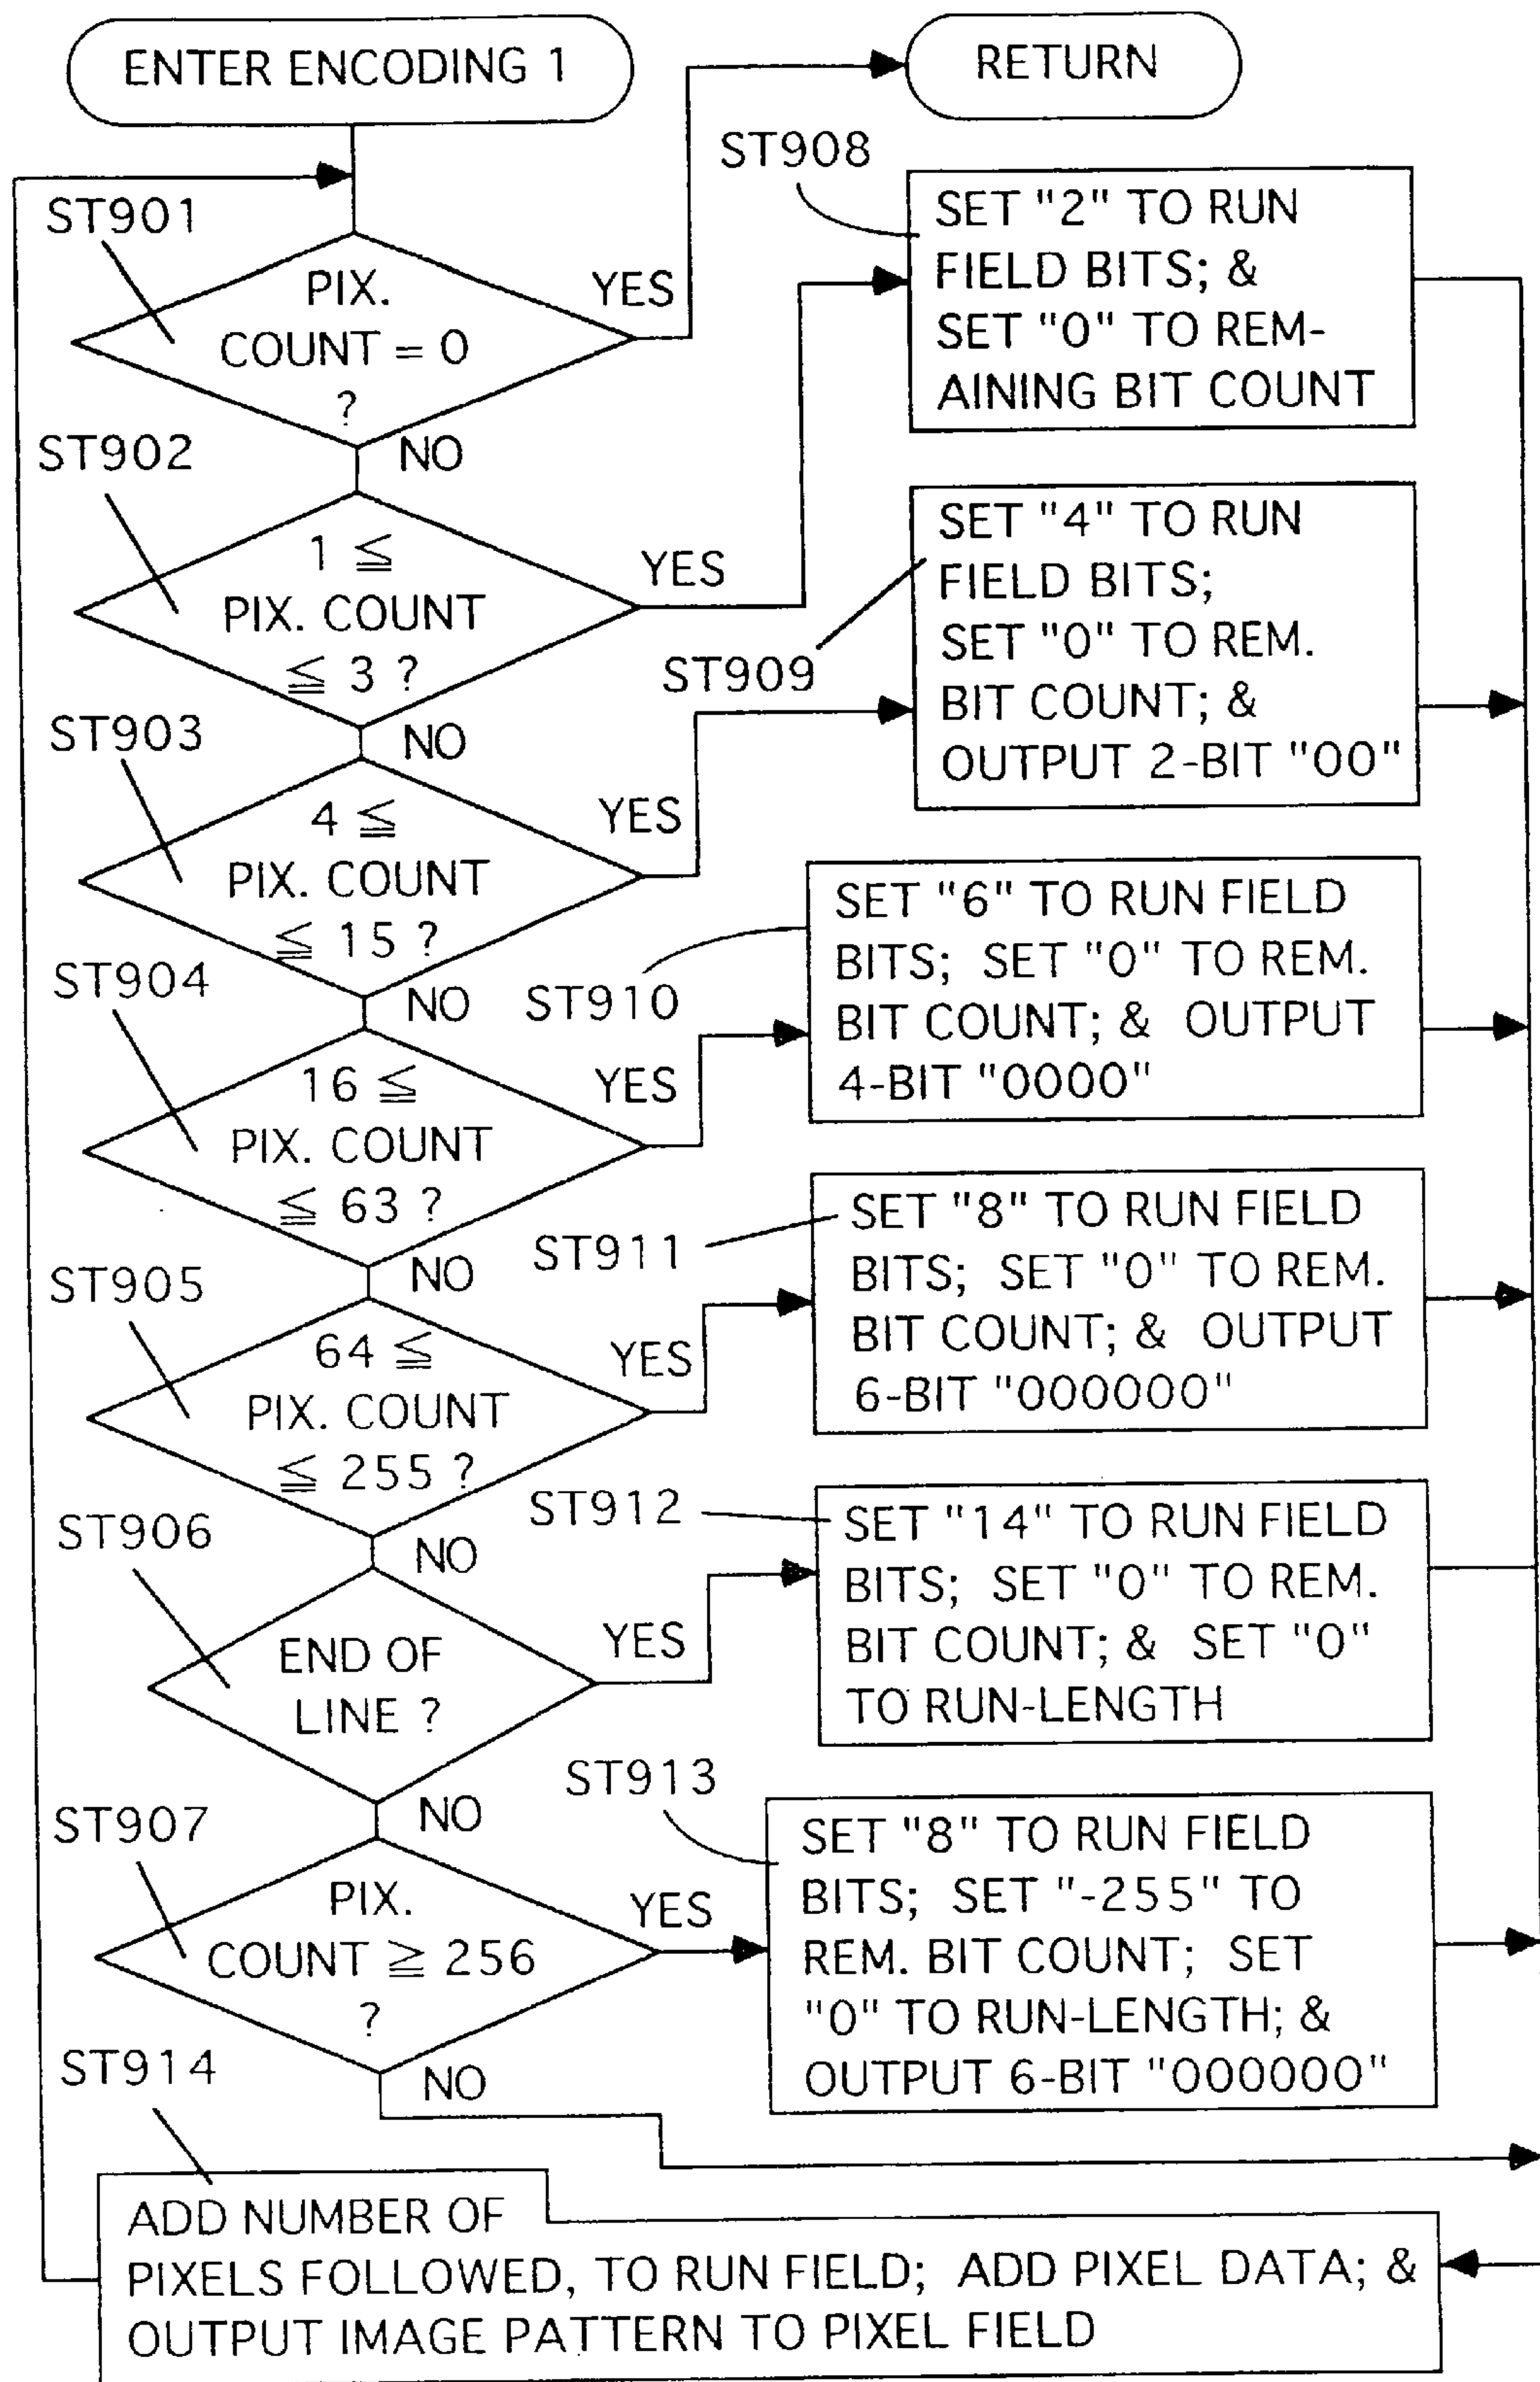 ENTER ENCODING 1
RETURN
ST901
PIX.
COUNT = 0
?
YES
NO
ST908
SET "2" TO RUN
FIELD BITS; &
SET "0" TO REM-
AINING BIT COUNT
ST902
1 ≦
PIX. COUNT
≦ 3 ?
YES
NO
ST909
SET "4" TO RUN
FIELD BITS;
SET "0" TO REM.
BIT COUNT; &
OUTPUT 2-BIT "00"
ST903
4 ≦
PIX. COUNT
≦ 15 ?
YES
NO
ST910
SET "6" TO RUN FIELD
BITS; SET "0" TO REM.
BIT COUNT; & OUTPUT
4-BIT "0000"
ST904
16 ≦
PIX. COUNT
≦ 63 ?
YES
NO
ST911
SET "8" TO RUN FIELD
BITS; SET "0" TO REM.
BIT COUNT; & OUTPUT
6-BIT "000000"
ST905
64 ≦
PIX. COUNT
≦ 255 ?
YES
NO
ST912
SET "14" TO RUN FIELD
BITS; SET "0" TO REM.
BIT COUNT; & SET "0"
TO RUN-LENGTH
ST906
END OF
LINE ?
YES
NO
ST913
SET "8" TO RUN FIELD
BITS; SET "-255" TO
REM. BIT COUNT; SET
"0" TO RUN-LENGTH; &
OUTPUT 6-BIT "000000"
ST907
PIX.
COUNT ≧ 256
?
YES
NO
ST914
ADD NUMBER OF
PIXELS FOLLOWED, TO RUN FIELD; ADD PIXEL DATA; &
OUTPUT IMAGE PATTERN TO PIXEL FIELD